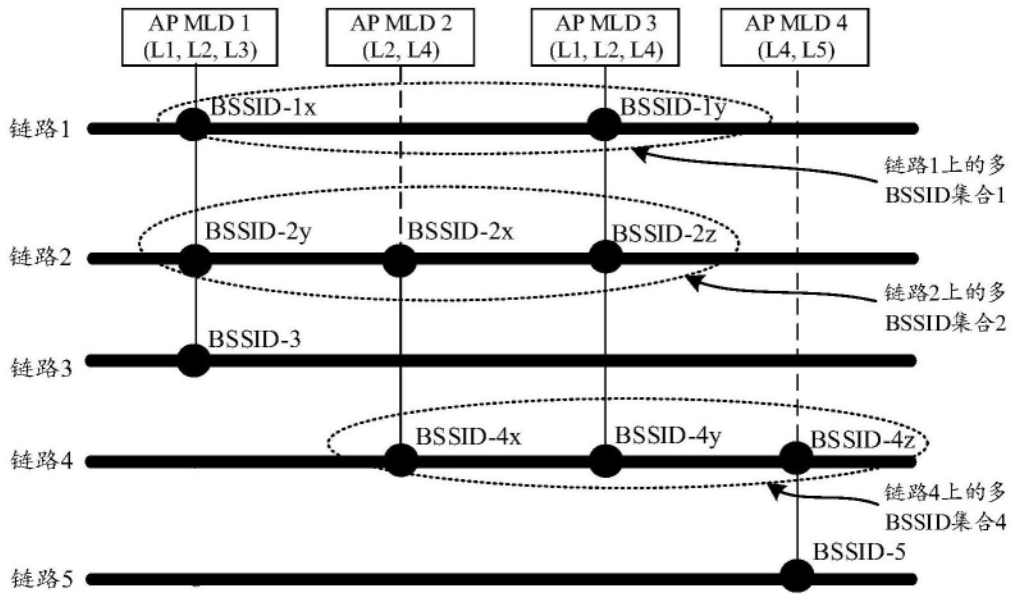 AP MLD 1
(L1, L2, L3)
AP MLD 2
(L2, L4)
AP MLD 3
(L1, L2, L4)
AP MLD 4
(L4, L5)
链路1
BSSID-1x
BSSID-1y
链路1上的多
BSSID集合1
链路2
BSSID-2y
BSSID-2x
BSSID-2z
链路2上的多
BSSID集合2
链路3
BSSID-3
链路4
BSSID-4x
BSSID-4y
BSSID-4z
链路4上的多
BSSID集合4
链路5
BSSID-5